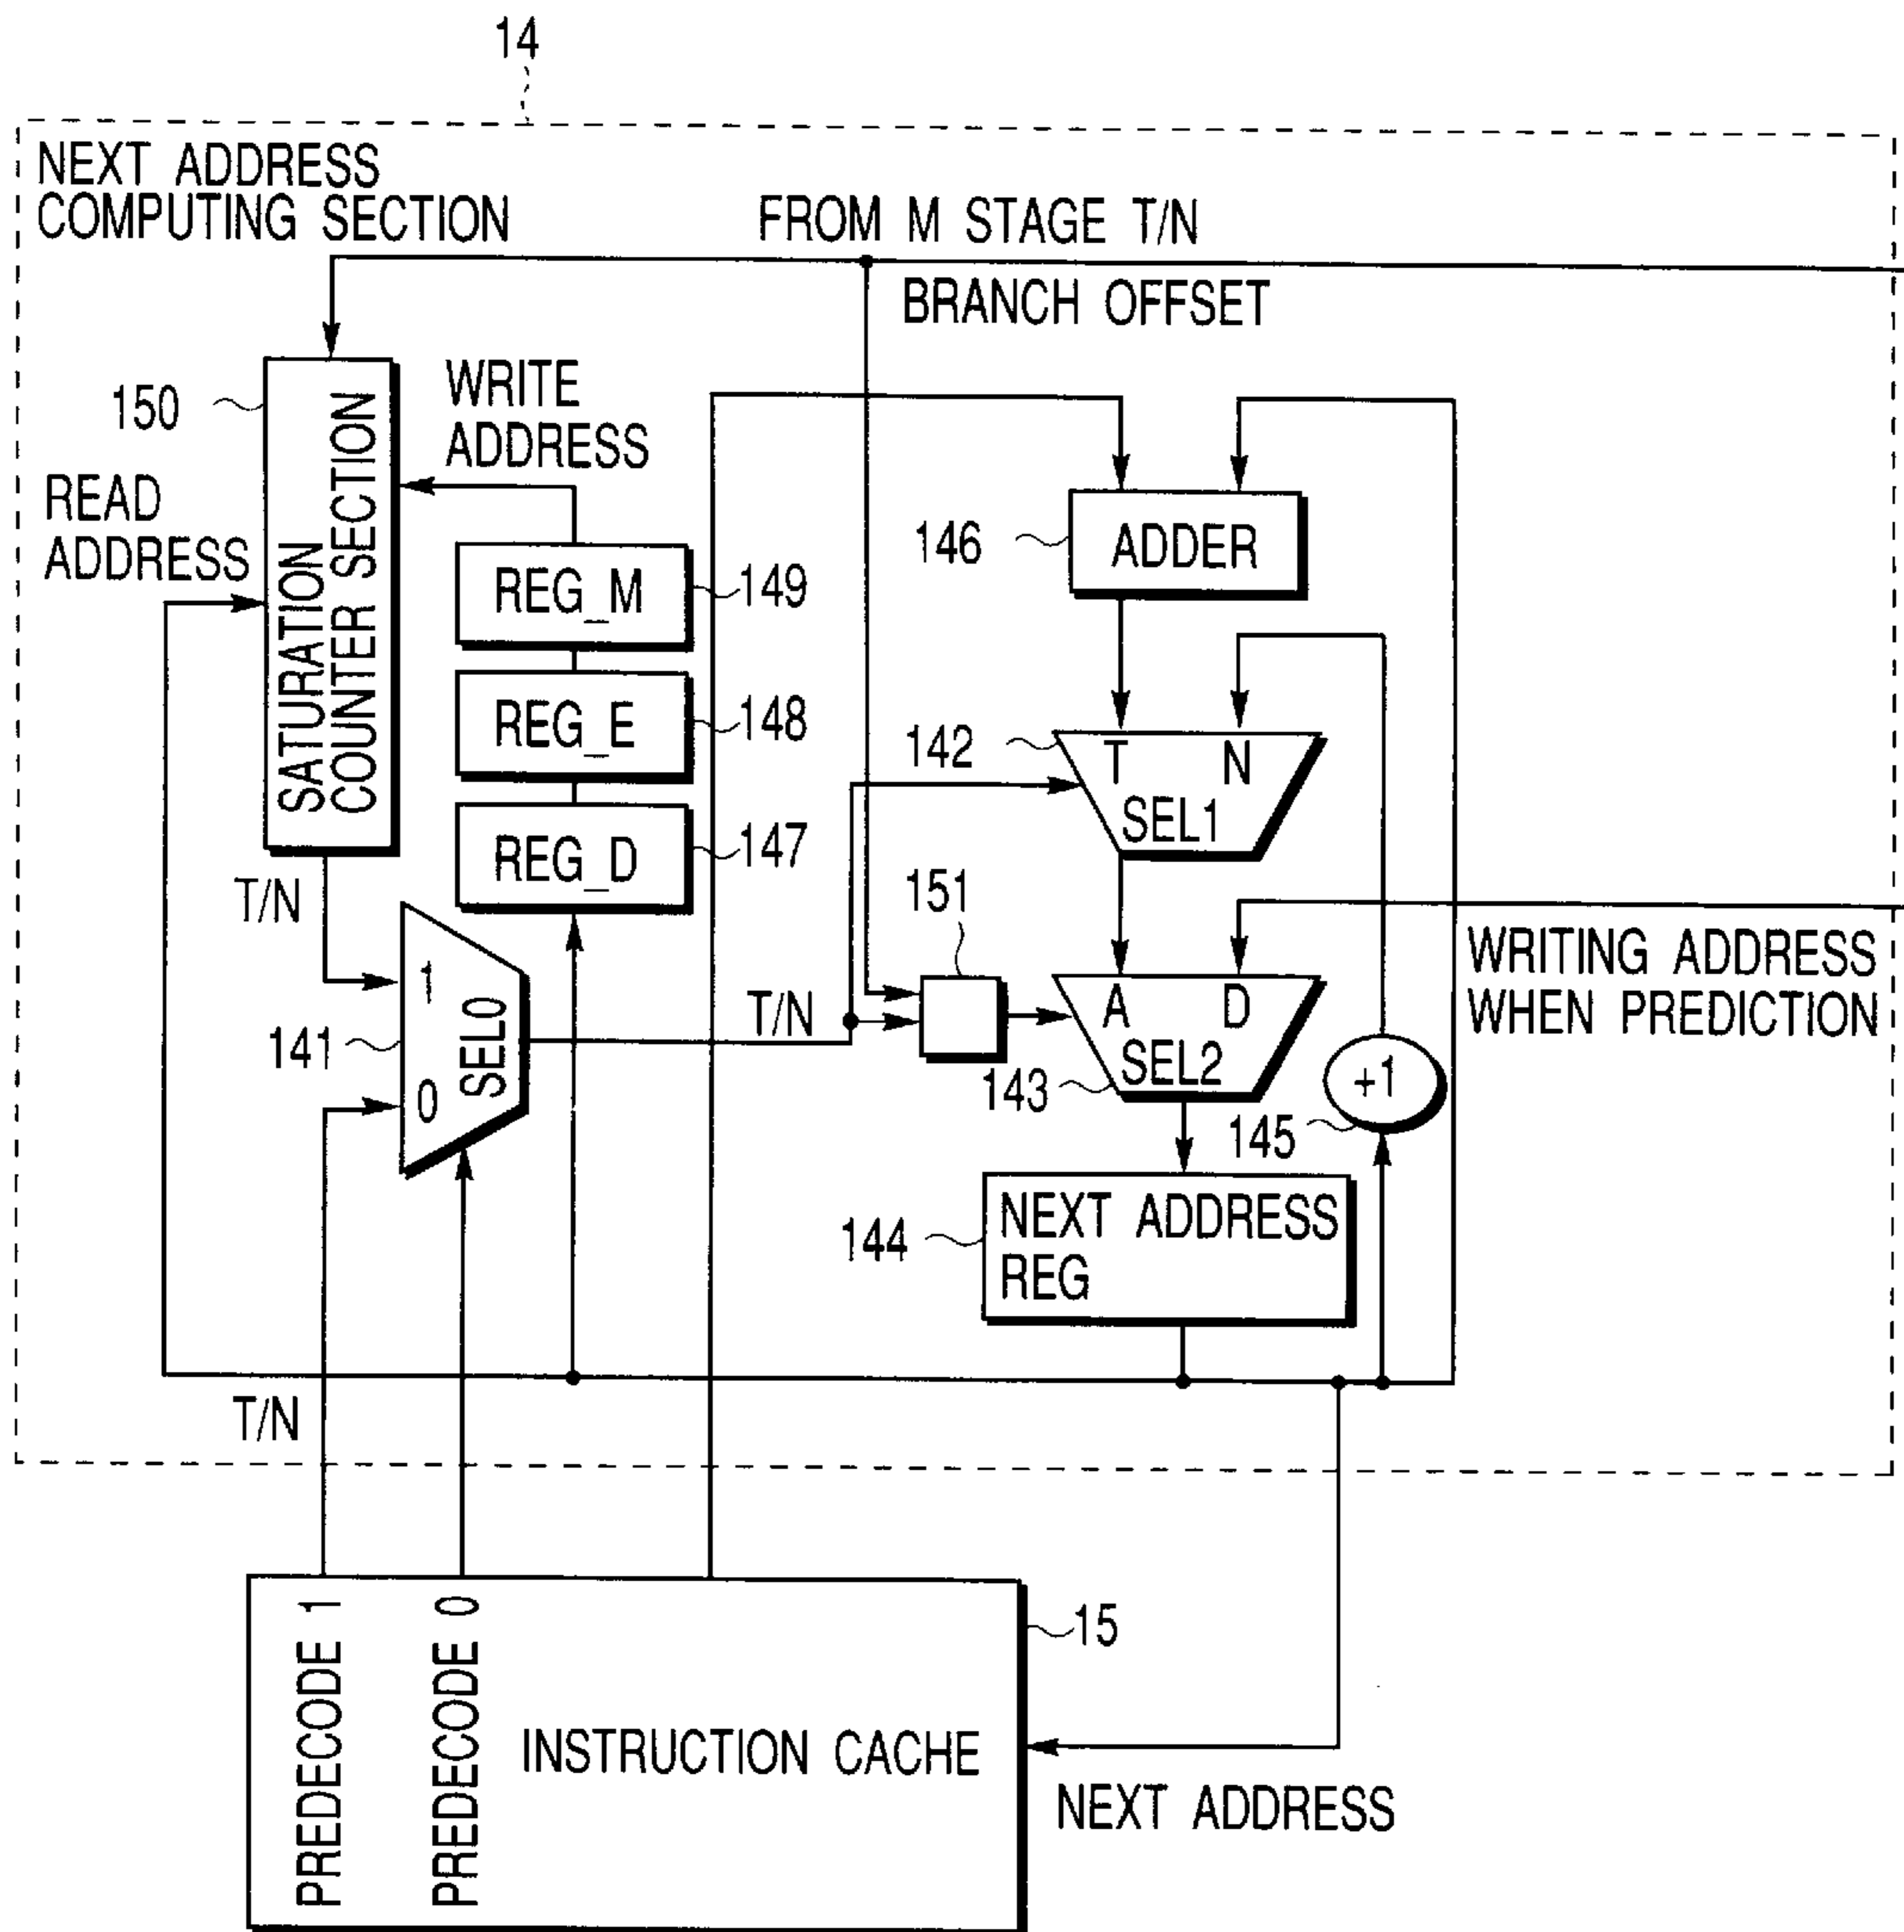 14
NEXT ADDRESS
COMPUTING SECTION
FROM M STAGE T/N
BRANCH OFFSET
150
SATURATION
COUNTER SECTION
WRITE
ADDRESS
READ
ADDRESS
146
ADDER
REG_M
149
REG_E
148
REG_D
147
142
T
N
SEL1
T/N
151
WRITING ADDRESS
WHEN PREDICTION
141
1
0
SEL0
T/N
A
D
SEL2
143
+1
145
144
NEXT ADDRESS
REG
T/N
PREDECODE 1
PREDECODE 0
INSTRUCTION CACHE
15
NEXT ADDRESS